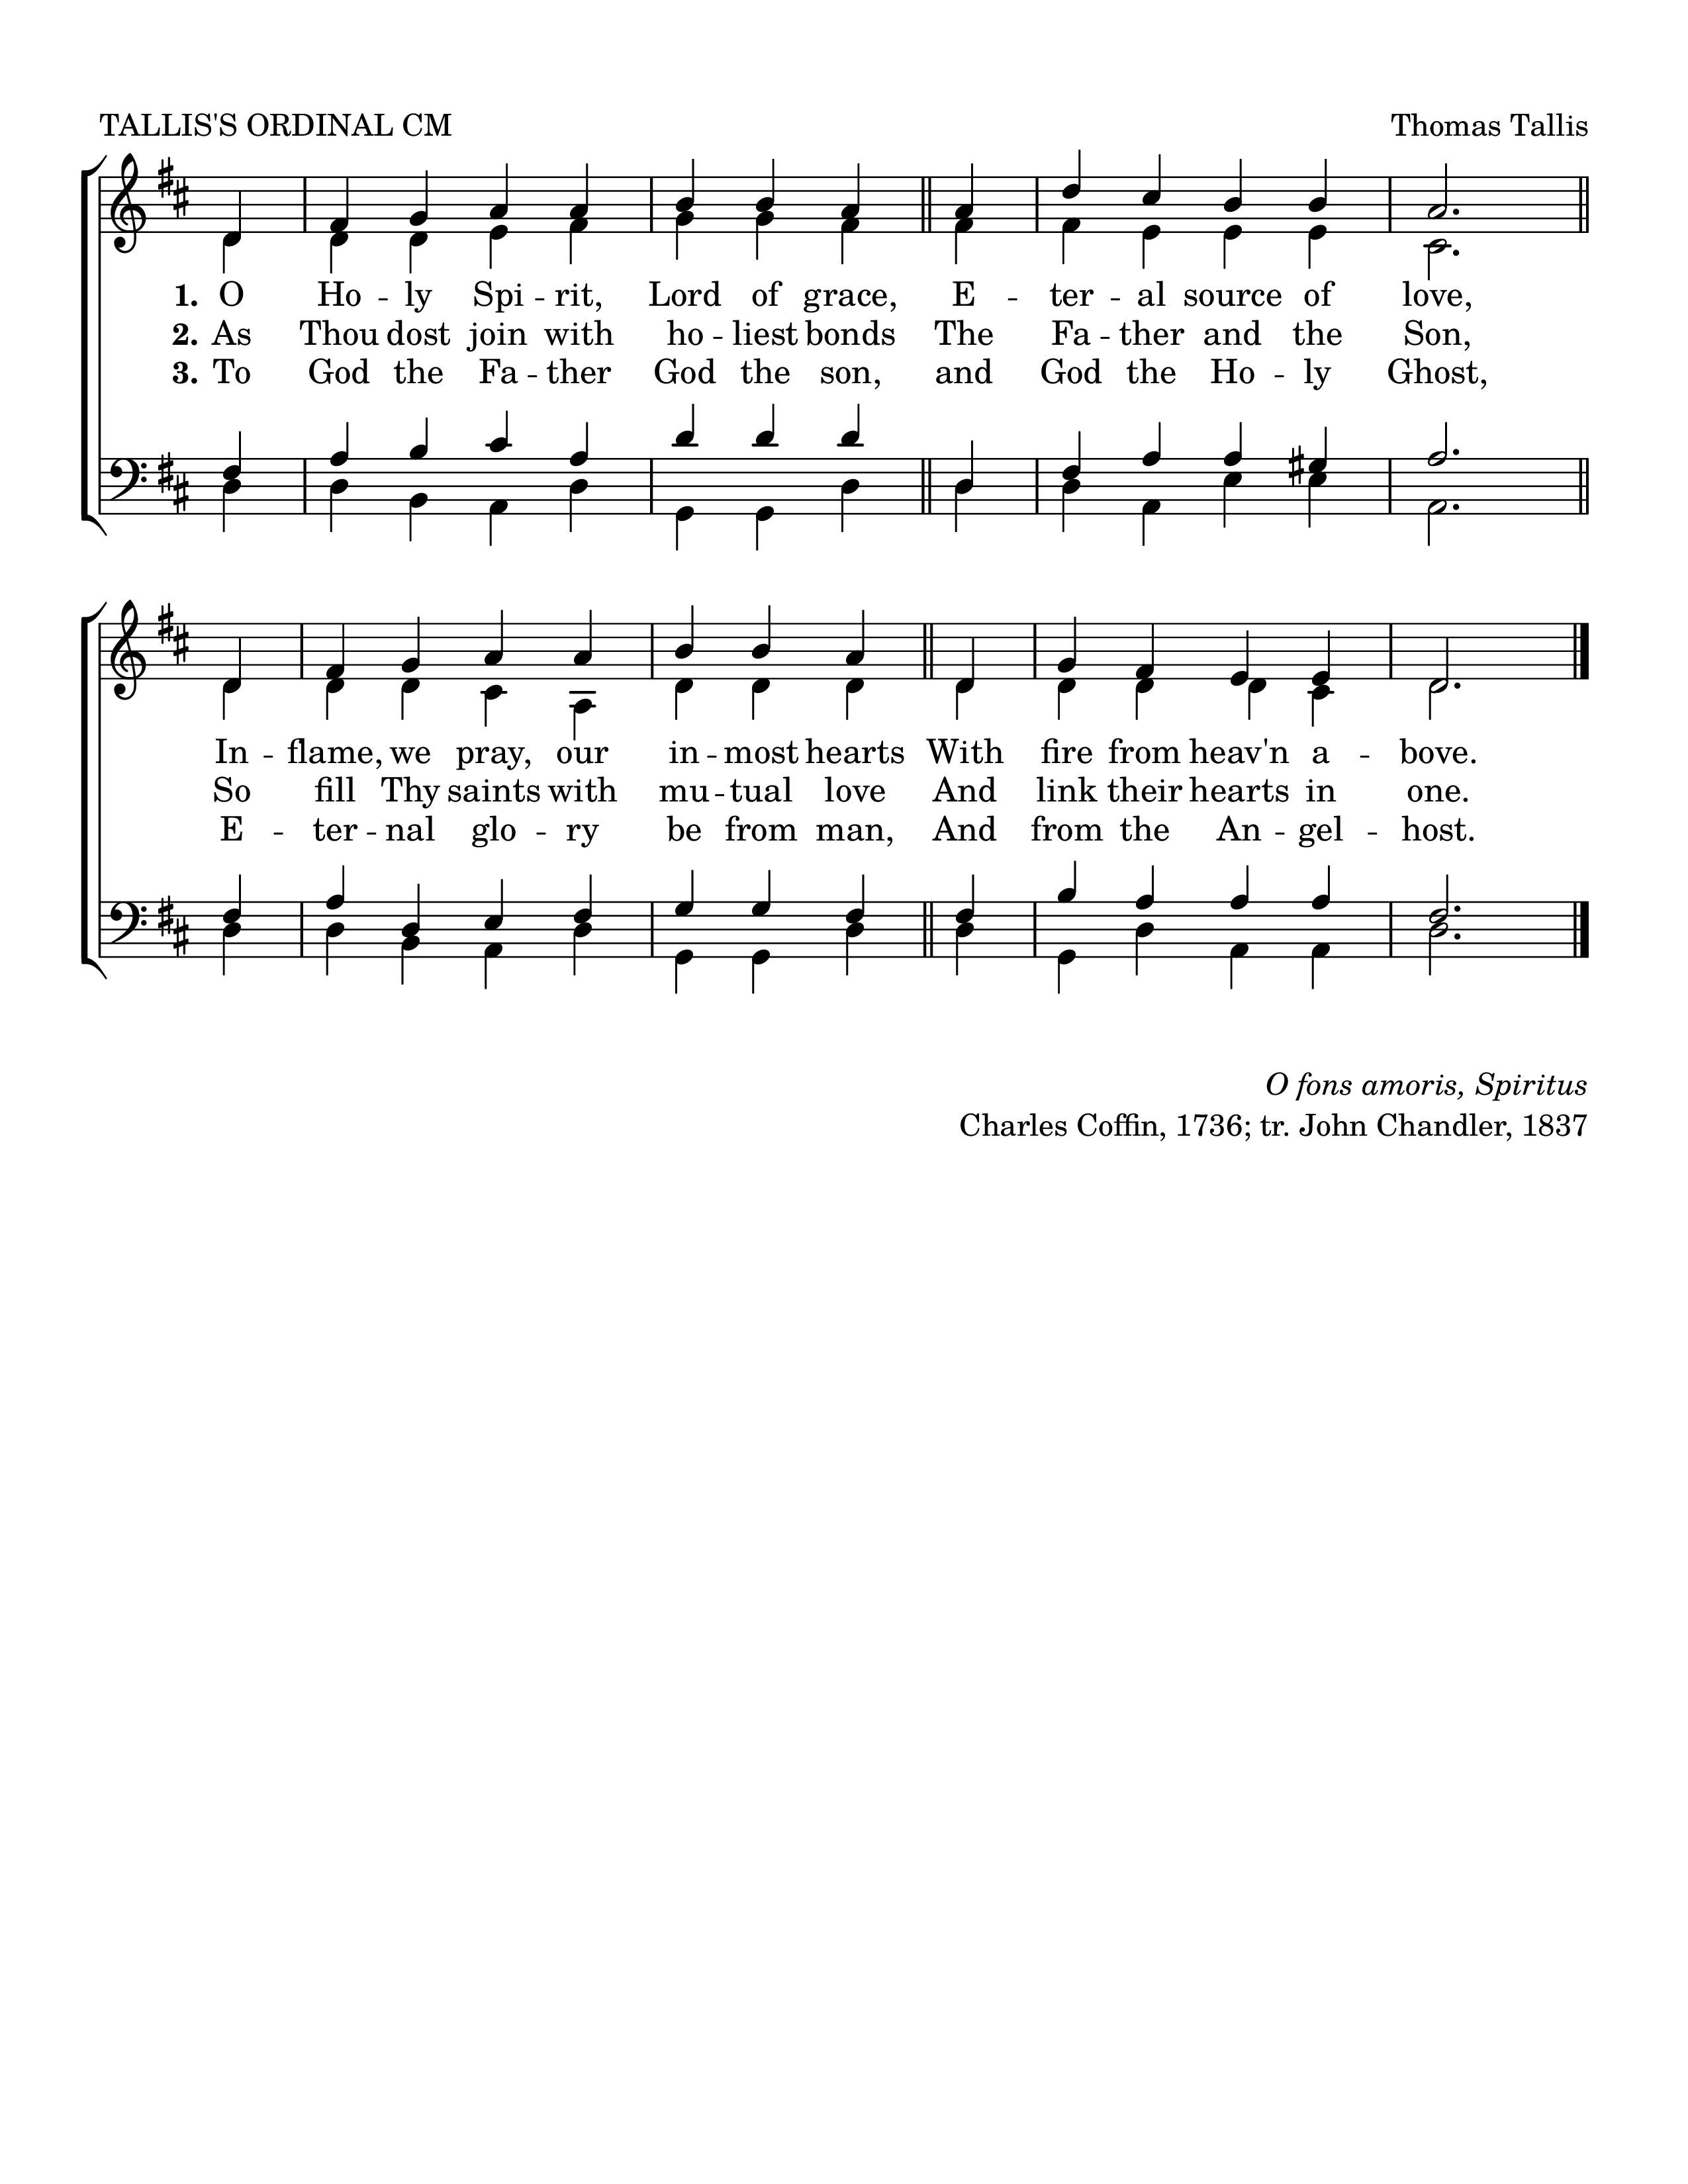 TALLIS'S ORDINAL CM Thomas Tallis
1. O Ho -- ly Spi -- rit, Lord of grace, E -- ter -- al source of love,
2. As Thou dost join with ho -- liest bonds The Fa -- ther and the Son,
3. To God the Fa -- ther God the son, and God the Ho -- ly Ghost,
In -- flame, we pray, our in -- most hearts With fire from heav'n a -- bove.
So fill Thy saints with mu -- tual love And link their hearts in one.
E -- ter -- nal glo -- ry be from man, And from the An -- gel -- host.
O fons amoris, Spiritus
Charles Coffin, 1736; tr. John Chandler, 1837